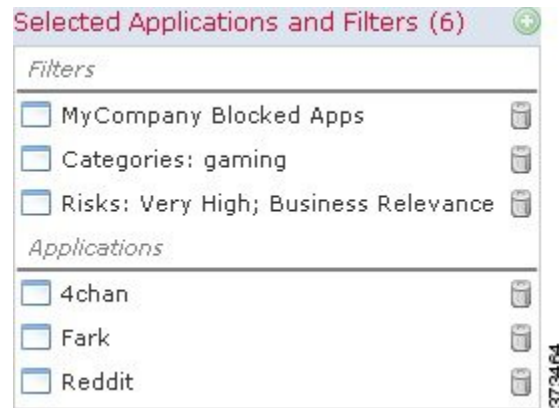 Selected Applications and Filters (6)
Filters
MyCompany Blocked Apps
Categories: gaming
Risks: Very High; Business Relevance
Applications
4chan
Fark
Reddit
373464